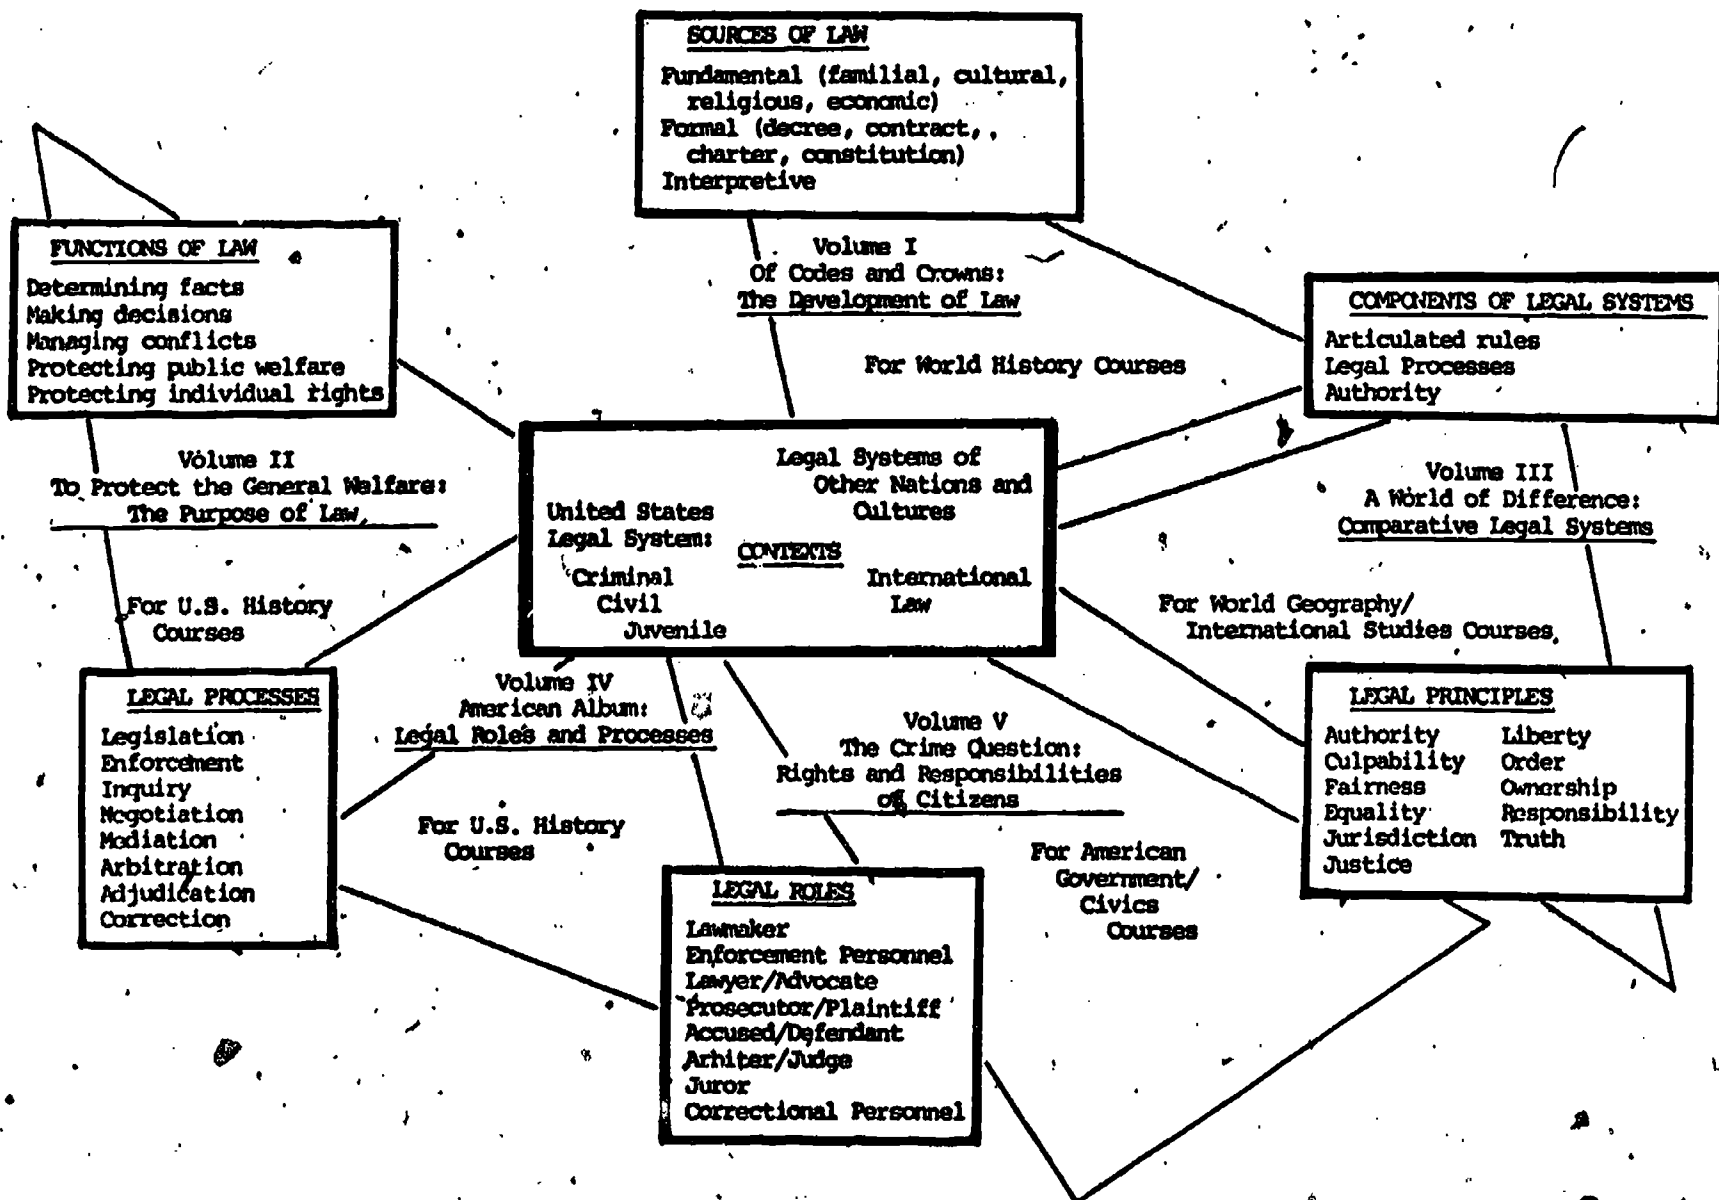 SOURCES OF LAW
Fundamental (familial, cultural,
religious, economic)
Formal (decree, contract,
charter, constitution)
Interpretive
FUNCTIONS OF LAW
Determining facts
Making decisions
Managing conflicts
Protecting public welfare
Protecting individual rights
Volume I
Of Codes and Crowns:
The Development of Law
For World History Courses
COMPONENTS OF LEGAL SYSTEMS
Articulated rules
Legal Processes
Authority
Volume II
To Protect the General Welfare:
The Purpose of Law
For U.S. History
Courses
Legal Systems of
Other Nations and
Cultures
United States
Legal System:
CONTEXTS
Criminal
Civil
Juvenile
International
Law
Volume III
A World of Difference:
Comparative Legal Systems
For World Geography/
International Studies Courses
LEGAL PROCESSES
Legislation
Enforcement
Inquiry
Negotiation
Mediation
Arbitration
Adjudication
Correction
Volume IV
American Album:
Legal Roles and Processes
For U.S. History
Courses
Volume V
The Crime Question:
Rights and Responsibilities
of Citizens
For American
Government/
Civics
Courses
LEGAL PRINCIPLES
Authority Liberty
Culpability Order
Fairness Ownership
Equality Responsibility
Jurisdiction Truth
Justice
LEGAL ROLES
Lawmaker
Enforcement Personnel
Lawyer/Advocate
Prosecutor/Plaintiff
Accused/Defendant
Arbiter/Judge
Juror
Correctional Personnel